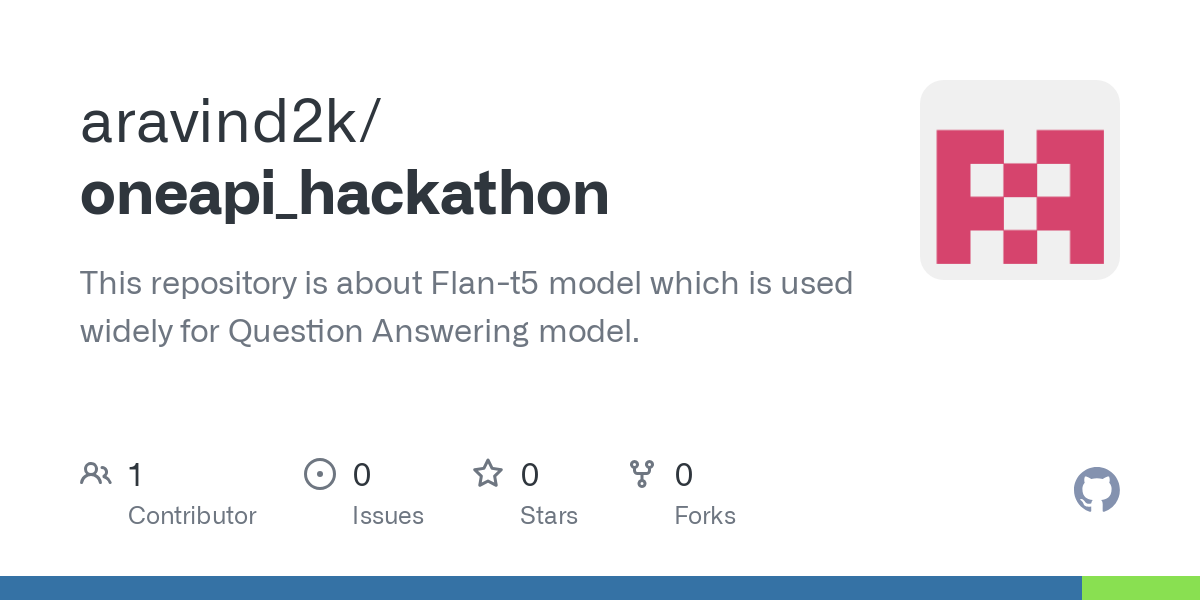 aravind2k/
oneapi_hackathon
This repository is about Flan-t5 model which is used
widely for Question Answering model.
1
Contributor
0
Issues
0
Stars
0
Forks